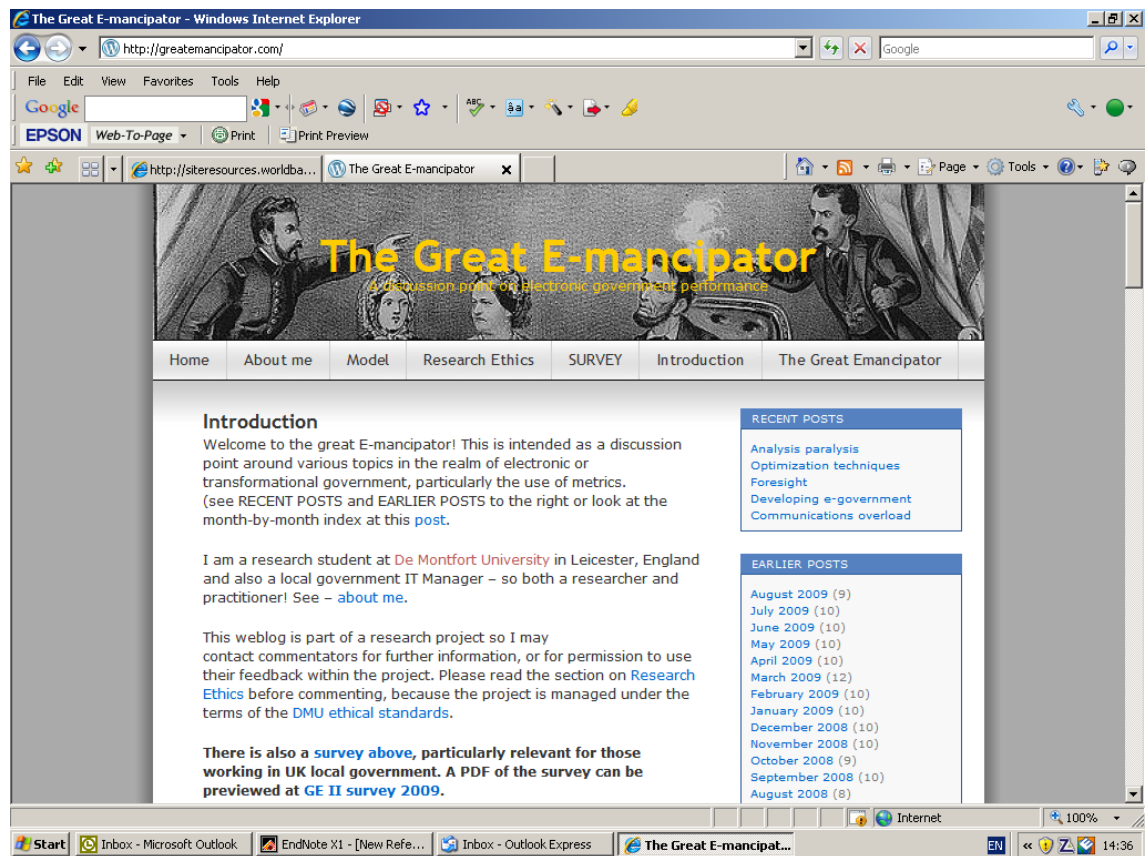 The Great E-mancipator - Windows Internet Explorer
http://greatemancipator.com/
Google
File Edit View Favorites Tools Help
Google
EPSON Web-To-Page Print Print Preview
http://siteresources.worldba... The Great E-mancipator Page Tools
The Great E-mancipator
A discussion point on electronic government performance
Home About me Model Research Ethics SURVEY Introduction The Great Emancipator
Introduction
Welcome to the great E-mancipator! This is intended as a discussion
point around various topics in the realm of electronic or
transformational government, particularly the use of metrics.
(see RECENT POSTS and EARLIER POSTS to the right or look at the
month-by-month index at this post.
I am a research student at De Montfort University in Leicester, England
and also a local government IT Manager – so both a researcher and
practitioner! See – about me.
This weblog is part of a research project so I may
contact commentators for further information, or for permission to use
their feedback within the project. Please read the section on Research
Ethics before commenting, because the project is managed under the
terms of the DMU ethical standards.
There is also a survey above, particularly relevant for those
working in UK local government. A PDF of the survey can be
previewed at GE II survey 2009.
RECENT POSTS
Analysis paralysis
Optimization techniques
Foresight
Developing e-government
Communications overload
EARLIER POSTS
August 2009 (9)
July 2009 (10)
June 2009 (10)
May 2009 (10)
April 2009 (10)
March 2009 (12)
February 2009 (10)
January 2009 (10)
December 2008 (10)
November 2008 (10)
October 2008 (9)
September 2008 (10)
August 2008 (8)
Internet 100%
Start Inbox - Microsoft Outlook EndNote X1 - [New Refe... Inbox - Outlook Express The Great E-mancipat... EN 14:36